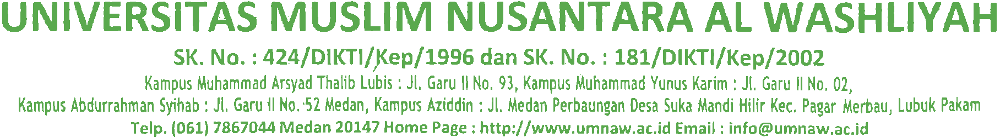 UNIVERSITAS MUSLIM NUSANTARA AL WASHLIYAH
SK. No. : 424/DIKTI/Kep/1996 dan SK. No. : 181/DIKTI/Kep/2002
Kampus Muhammad Arsyad Thalib Lubis : Jl. Garu II No. 93, Kampus Muhammad Yunus Karim : Jl. Garu II No. 02,
Kampus Abdurrahman Syihab : Jl. Garu II No. 52 Medan, Kampus Aziddin : Jl. Medan Perbaungan Desa Suka Mandi Hilir Kec. Pagar Merbau, Lubuk Pakam
Telp. (061) 7867044 Medan 20147 Home Page : http://www.umnaw.ac.id Email : info@umnaw.ac.id